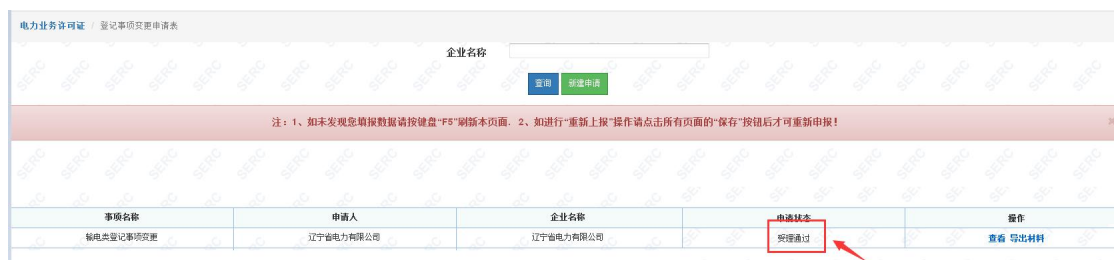 电力业务许可证 / 登记事项变更申请表
企业名称
查询 新建申请
注：1、如未发现您填报数据请按键盘“F5”刷新本页面. 2、如进行“重新上报”操作请点击所有页面的“保存”按钮后才可重新申报！
事项名称 申请人 企业名称 申请状态 操作
输电类登记事项变更 辽宁省电力有限公司 辽宁省电力有限公司 受理通过 查看 导出材料